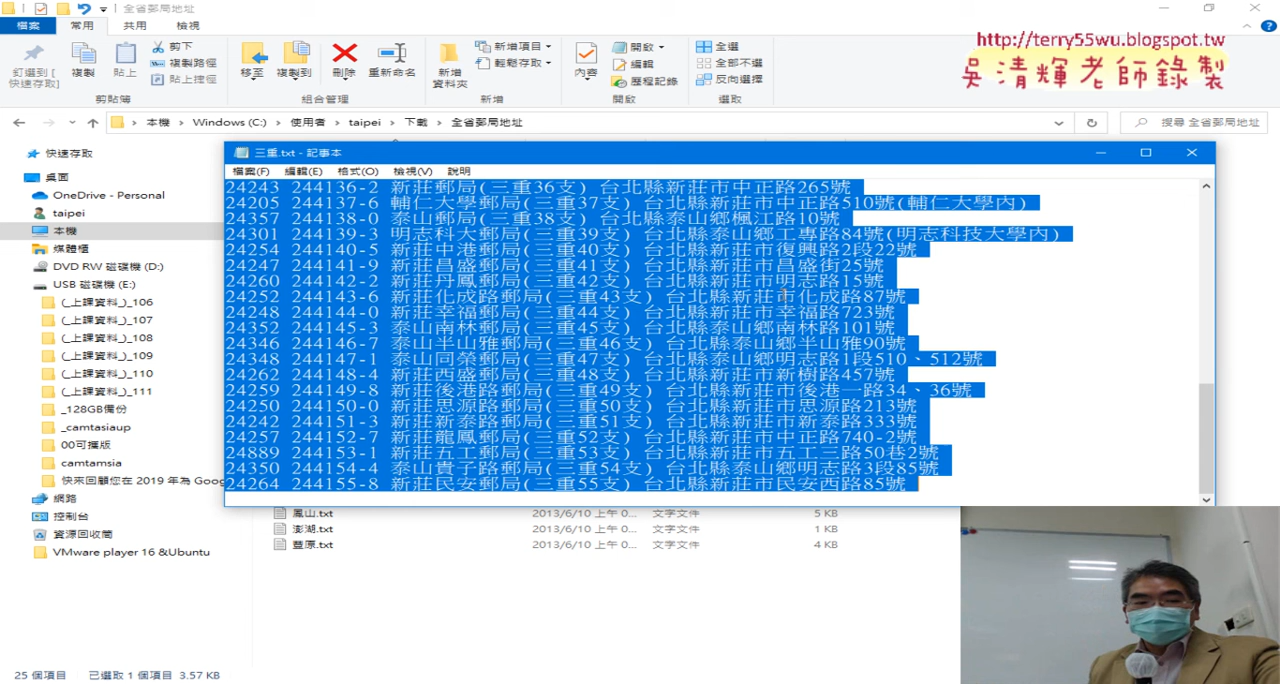 全省郵局地址
http://terry55wu.blogspot.tw
吳清輝老師錄製
檔案 常用 共用 檢視
釘選到[快速存取]
複製
貼上
剪下
複製路徑
貼上捷徑
剪貼簿
移至
複製到
刪除
重新命名
組合管理
新增資料夾
新增項目
輕鬆存取
新增
內容
開啟
編輯
歷程記錄
開啟
全選
全部不選
反向選擇
選取
本機 › Windows (C:) › 使用者 › taipei › 下載 › 全省郵局地址
搜尋 全省郵局地址
快速存取
桌面
OneDrive - Personal
taipei
本機
媒體櫃
DVD RW 磁碟機 (D:)
USB 磁碟機 (E:)
(_上課資料_)_106
(_上課資料_)_107
(_上課資料_)_108
(_上課資料_)_109
(_上課資料_)_110
(_上課資料_)_111
_128GB備份
_camtasiaup
00可攜版
camtamsia
快來回顧您在 2019 年為 Goog
網路
控制台
資源回收筒
VMware player 16 &Ubuntu
三重.txt - 記事本
檔案(F) 編輯(E) 格式(O) 檢視(V) 說明
24243 244136-2 新莊郵局(三重36支) 台北縣新莊市中正路265號
24205 244137-6 輔仁大學郵局(三重37支) 台北縣新莊市中正路510號(輔仁大學內)
24357 244138-0 泰山郵局(三重38支) 台北縣泰山鄉楓江路10號
24301 244139-3 明志科大郵局(三重39支) 台北縣泰山鄉工專路84號(明志科技大學內)
24254 244140-5 新莊中港郵局(三重40支) 台北縣新莊市復興路2段22號
24247 244141-9 新莊昌盛郵局(三重41支) 台北縣新莊市昌盛街25號
24260 244142-2 新莊丹鳳郵局(三重42支) 台北縣新莊市明志路15號
24252 244143-6 新莊化成路郵局(三重43支) 台北縣新莊市化成路87號
24248 244144-0 新莊幸福郵局(三重44支) 台北縣新莊市幸福路723號
24352 244145-3 泰山南林郵局(三重45支) 台北縣泰山鄉南林路101號
24346 244146-7 泰山半山雅郵局(三重46支) 台北縣泰山鄉半山雅90號
24348 244147-1 泰山同榮郵局(三重47支) 台北縣泰山鄉明志路1段510、512號
24262 244148-4 新莊西盛郵局(三重48支) 台北縣新莊市新樹路457號
24259 244149-8 新莊後港路郵局(三重49支) 台北縣新莊市後港一路34、36號
24250 244150-0 新莊思源路郵局(三重50支) 台北縣新莊市思源路213號
24242 244151-3 新莊新泰路郵局(三重51支) 台北縣新莊市新泰路333號
24257 244152-7 新莊龍鳳郵局(三重52支) 台北縣新莊市中正路740-2號
24889 244153-1 新莊五工郵局(三重53支) 台北縣新莊市五工三路50巷2號
24350 244154-4 泰山貴子路郵局(三重54支) 台北縣泰山鄉明志路3段85號
24264 244155-8 新莊民安郵局(三重55支) 台北縣新莊市民安西路85號
鳳山.txt 2013/6/10 上午 0... 文字文件 5 KB
澎湖.txt 2013/6/10 上午 0... 文字文件 1 KB
豐原.txt 2013/6/10 上午 0... 文字文件 4 KB
25 個項目 已選取 1 個項目 3.57 KB